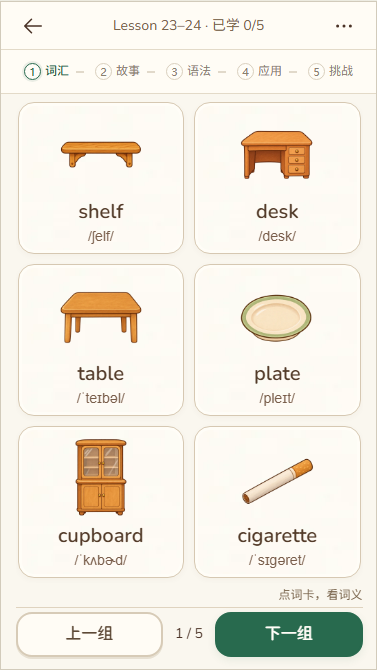 Lesson 23–24 · 已学 0/5
1 词汇 – 2 故事 – 3 语法 – 4 应用 – 5 挑战
shelf
/ʃelf/
desk
/desk/
table
/ˈteɪbəl/
plate
/pleɪt/
cupboard
/ˈkʌbɚd/
cigarette
/ˈsɪgəret/
点词卡，看词义
上一组
1 / 5
下一组